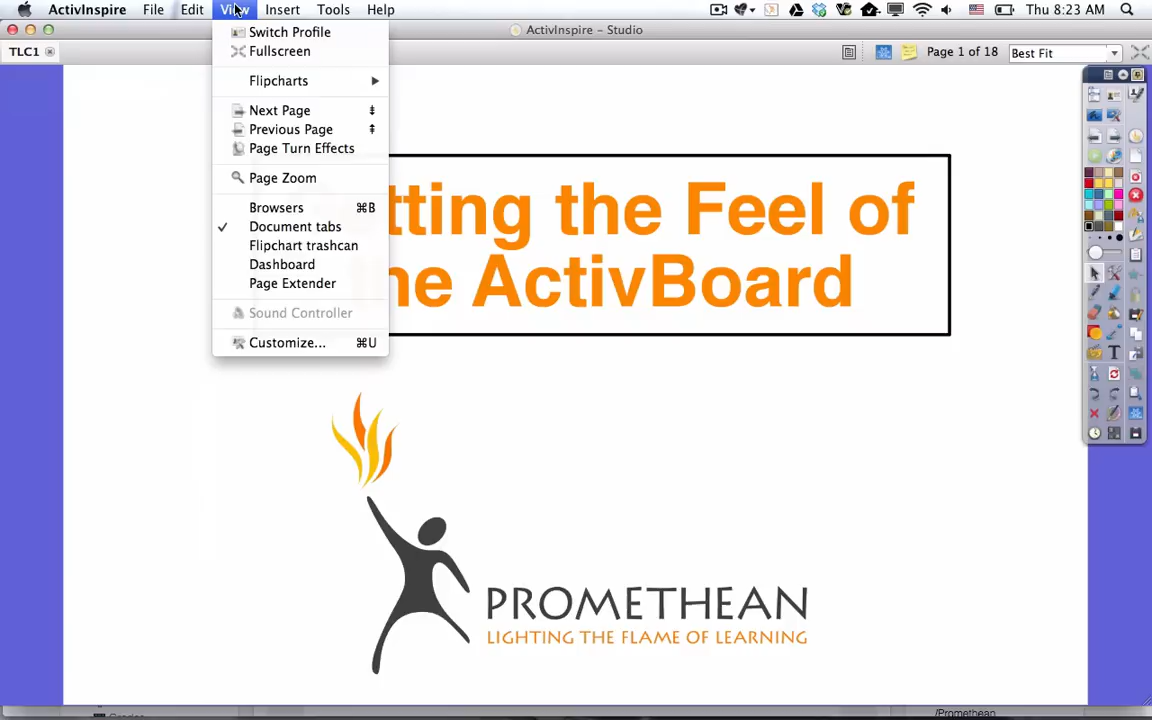 ActivInspire File Edit View Insert Tools Help Thu 8:23 AM
ActivInspire – Studio
TLC1 Page 1 of 18 Best Fit
Switch Profile
Fullscreen
Flipcharts
Next Page
Previous Page
Page Turn Effects
Page Zoom
Browsers ⌘B
Document tabs
Flipchart trashcan
Dashboard
Page Extender
Sound Controller
Customize... ⌘U
tting the Feel of
he ActivBoard
PROMETHEAN
LIGHTING THE FLAME OF LEARNING
/Promethean